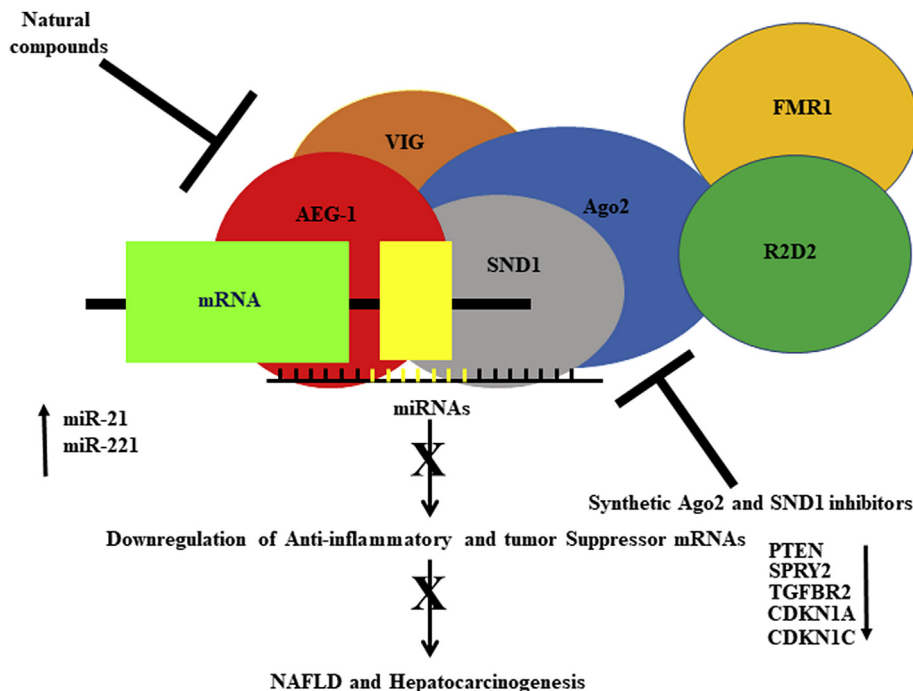 Natural
compounds
FMR1
VIG
Ago2
AEG-1
R2D2
SND1
mRNA
miRNAs
miR-21
miR-221
X
Synthetic Ago2 and SND1 inhibitors
Downregulation of Anti-inflammatory and tumor Suppressor mRNAs
PTEN
SPRY2
TGFBR2
CDKN1A
CDKN1C
X
NAFLD and Hepatocarcinogenesis